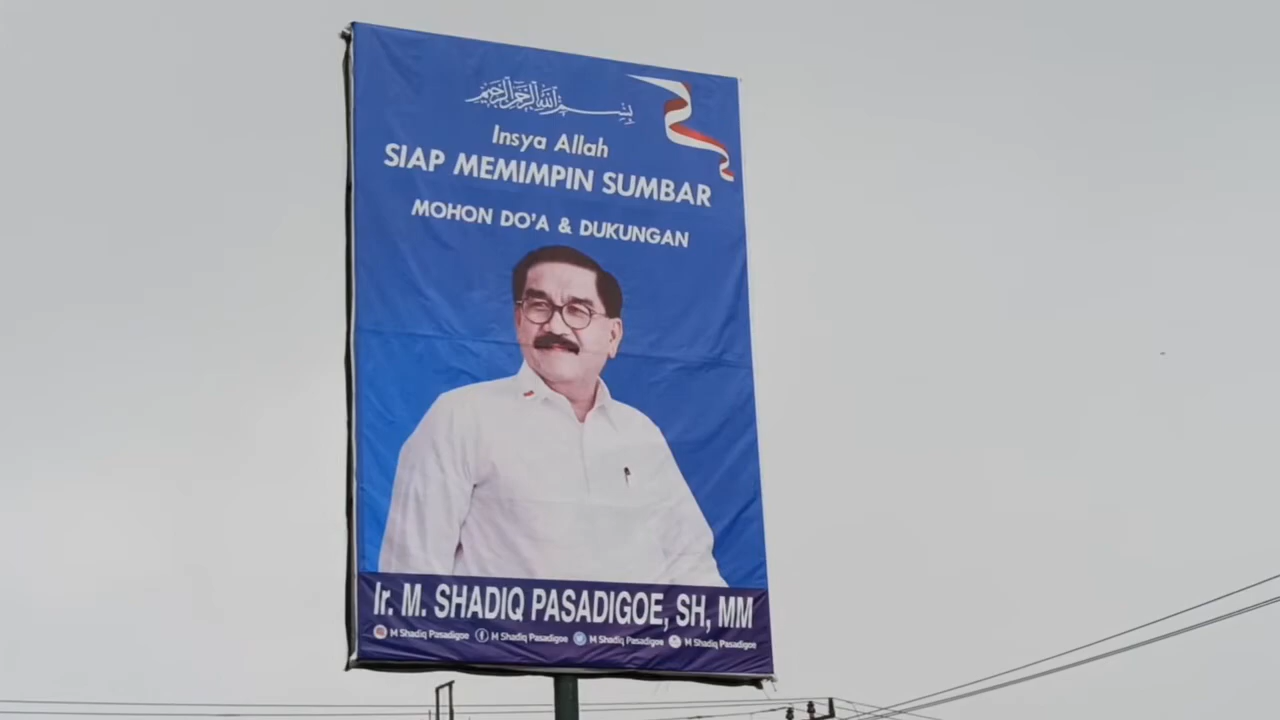 بسم الله الرحمن الرحيم
Insya Allah
SIAP MEMIMPIN SUMBAR
MOHON DO'A & DUKUNGAN
Ir. M. SHADIQ PASADIGOE, SH, MM
M Shadiq Pasadigoe M Shadiq Pasadigoe M Shadiq Pasadigoe M Shadiq Pasadigoe